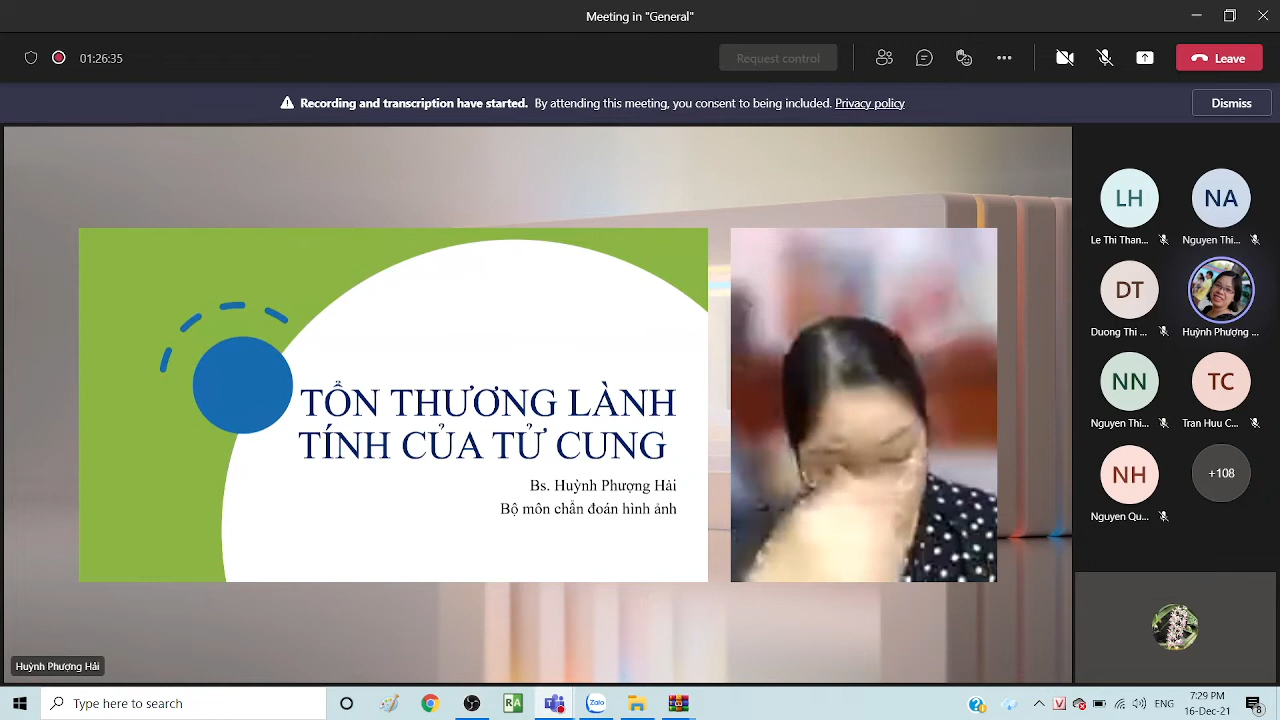 Meeting in "General"
01:26:35
Request control
Leave
Recording and transcription have started. By attending this meeting, you consent to being included. Privacy policy
Dismiss
TỔN THƯƠNG LÀNH
TÍNH CỦA TỬ CUNG
Bs. Huỳnh Phượng Hải
Bộ môn chẩn đoán hình ảnh
LH
NA
Le Thi Than...
Nguyen Thi...
DT
Duong Thi ...
Huỳnh Phượng ...
NN
TC
Nguyen Thi...
Tran Huu C...
NH
+108
Nguyen Qu...
Huỳnh Phượng Hải
Type here to search
RA
Zalo
V
ENG
7:29 PM
16-Dec-21
8